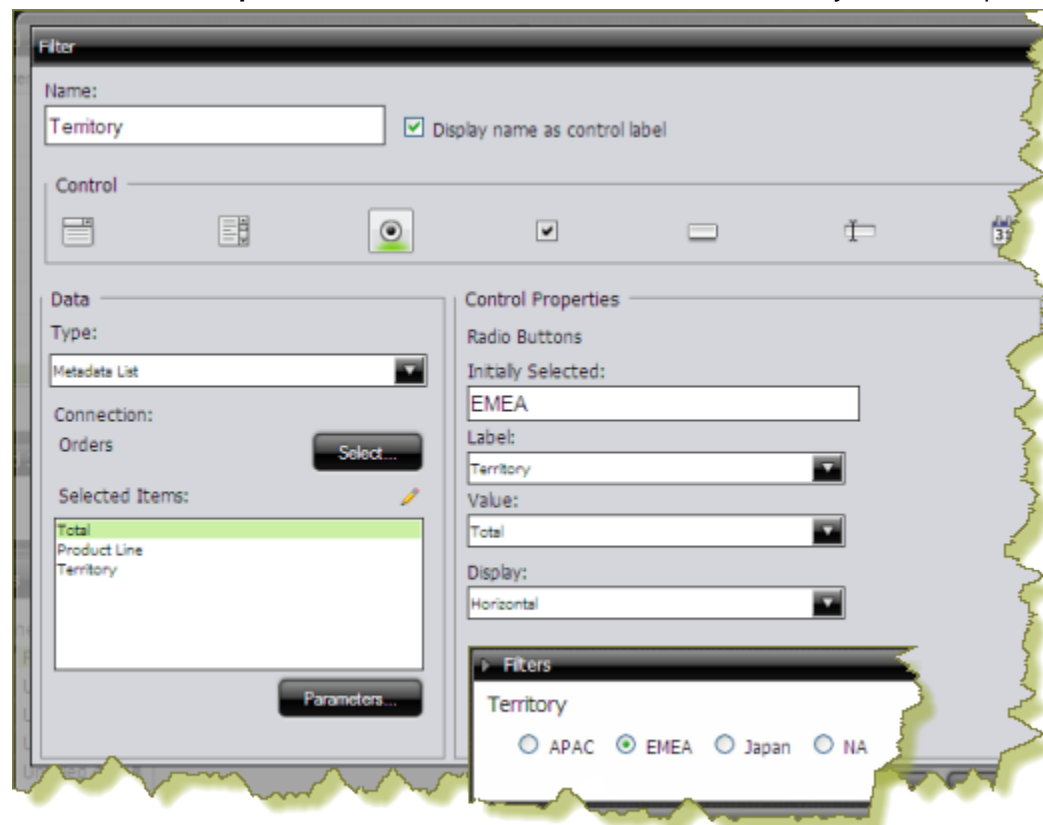 Filter
Name:
Territory
Display name as control label
Control
31
Data
Type:
Metadata List
Connection:
Orders
Select...
Selected Items:
Total
Product Line
Territory
Parameters...
Control Properties
Radio Buttons
Initially Selected:
EMEA
Label:
Territory
Value:
Total
Display:
Horizontal
Filters
Territory
APAC EMEA Japan NA